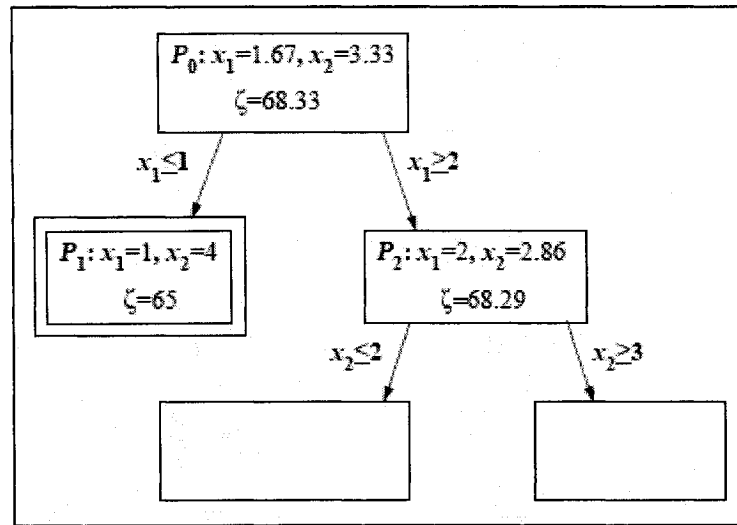 P₀: x₁=1.67, x₂=3.33
ζ=68.33
x₁≤1
x₁≥2
P₁: x₁=1, x₂=4
ζ=65
P₂: x₁=2, x₂=2.86
ζ=68.29
x₂≤2
x₂≥3